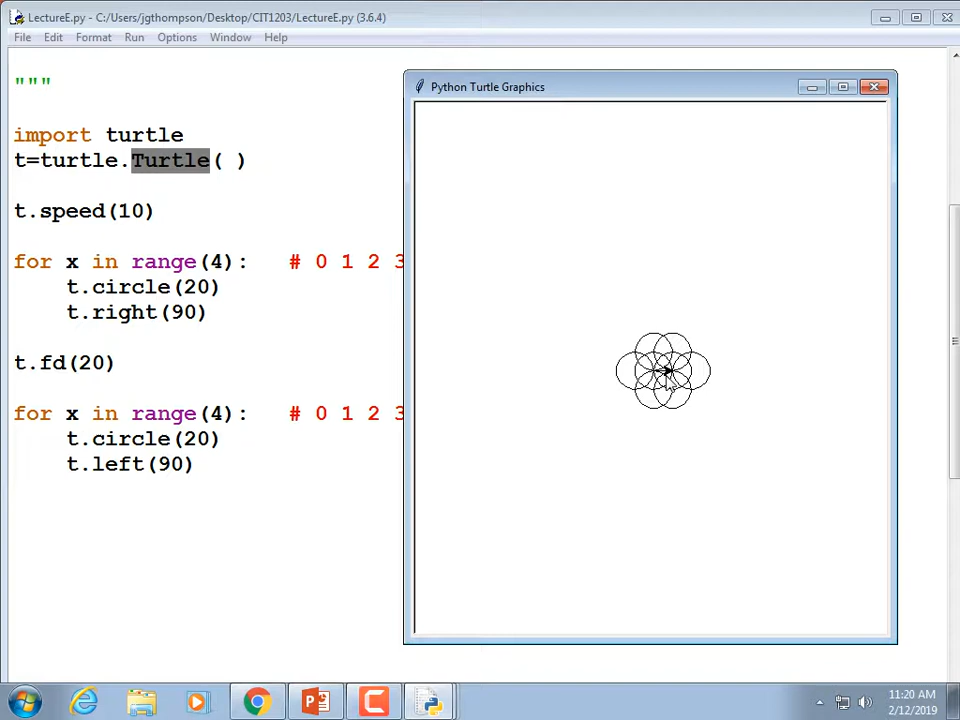 LectureE.py - C:/Users/jgthompson/Desktop/CIT1203/LectureE.py (3.6.4)
File Edit Format Run Options Window Help
"""
Python Turtle Graphics
import turtle
t=turtle.Turtle( )
t.speed(10)
for x in range(4): # 0 1 2 3
t.circle(20)
t.right(90)
t.fd(20)
for x in range(4): # 0 1 2 3
t.circle(20)
t.left(90)
11:20 AM
2/12/2019